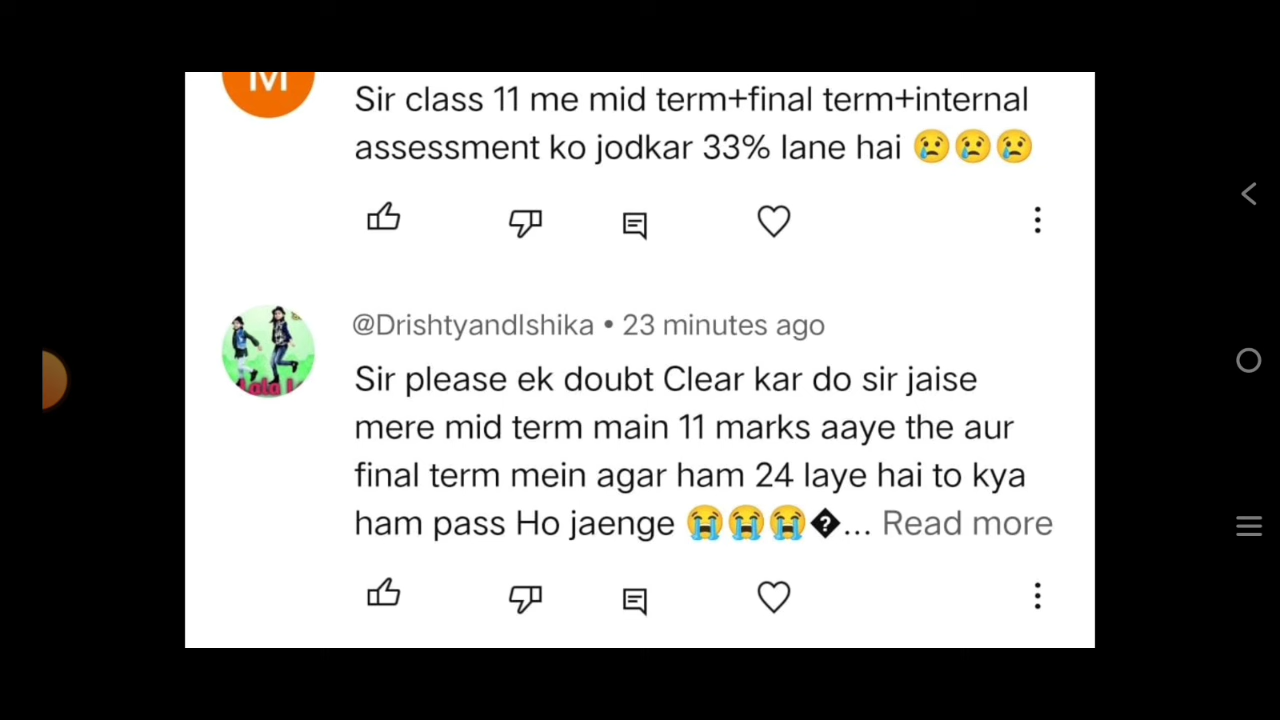 M
Sir class 11 me mid term+final term+internal
assessment ko jodkar 33% lane hai 😢😢😢
@DrishtyandIshika • 23 minutes ago
Sir please ek doubt Clear kar do sir jaise
mere mid term main 11 marks aaye the aur
final term mein agar ham 24 laye hai to kya
ham pass Ho jaenge 😭😭😭�... Read more